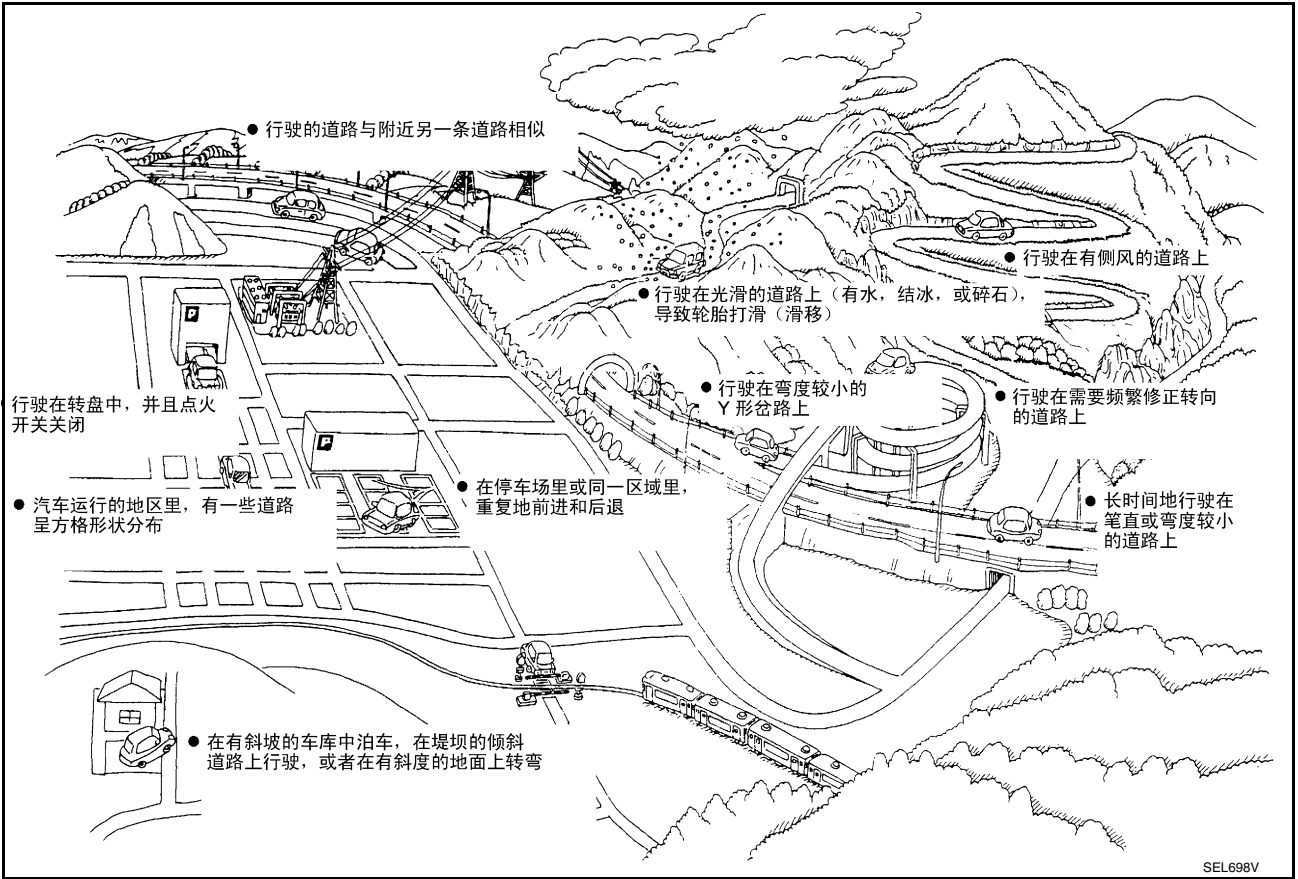 ● 行驶的道路与附近另一条道路相似
● 行驶在有侧风的道路上
● 行驶在光滑的道路上（有水，结冰，或碎石），
导致轮胎打滑（滑移）
P
● 行驶在弯度较小的
Y 形岔路上
● 行驶在需要频繁修正转向
的道路上
行驶在转盘中，并且点火
开关关闭
P
● 在停车场里或同一区域里，
重复地前进和后退
● 汽车运行的地区里，有一些道路
呈方格形状分布
● 长时间地行驶在
笔直或弯度较小
的道路上
● 在有斜坡的车库中泊车，在堤坝的倾斜
道路上行驶，或者在有斜度的地面上转弯
SEL698V